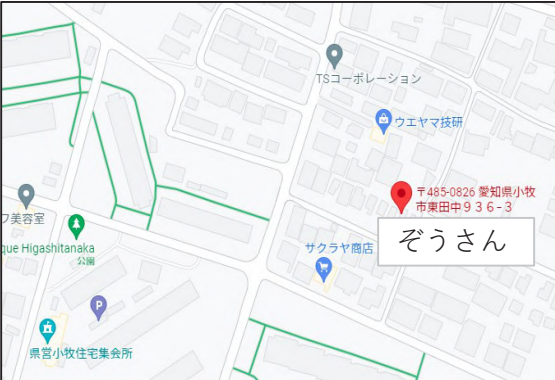 TSコーポレーション
ウエヤマ技研
〒485-0826 愛知県小牧
市東田中936-3
ぞうさん
フ美容室
que Higashitanaka
公園
サクラヤ商店
P
県営小牧住宅集会所